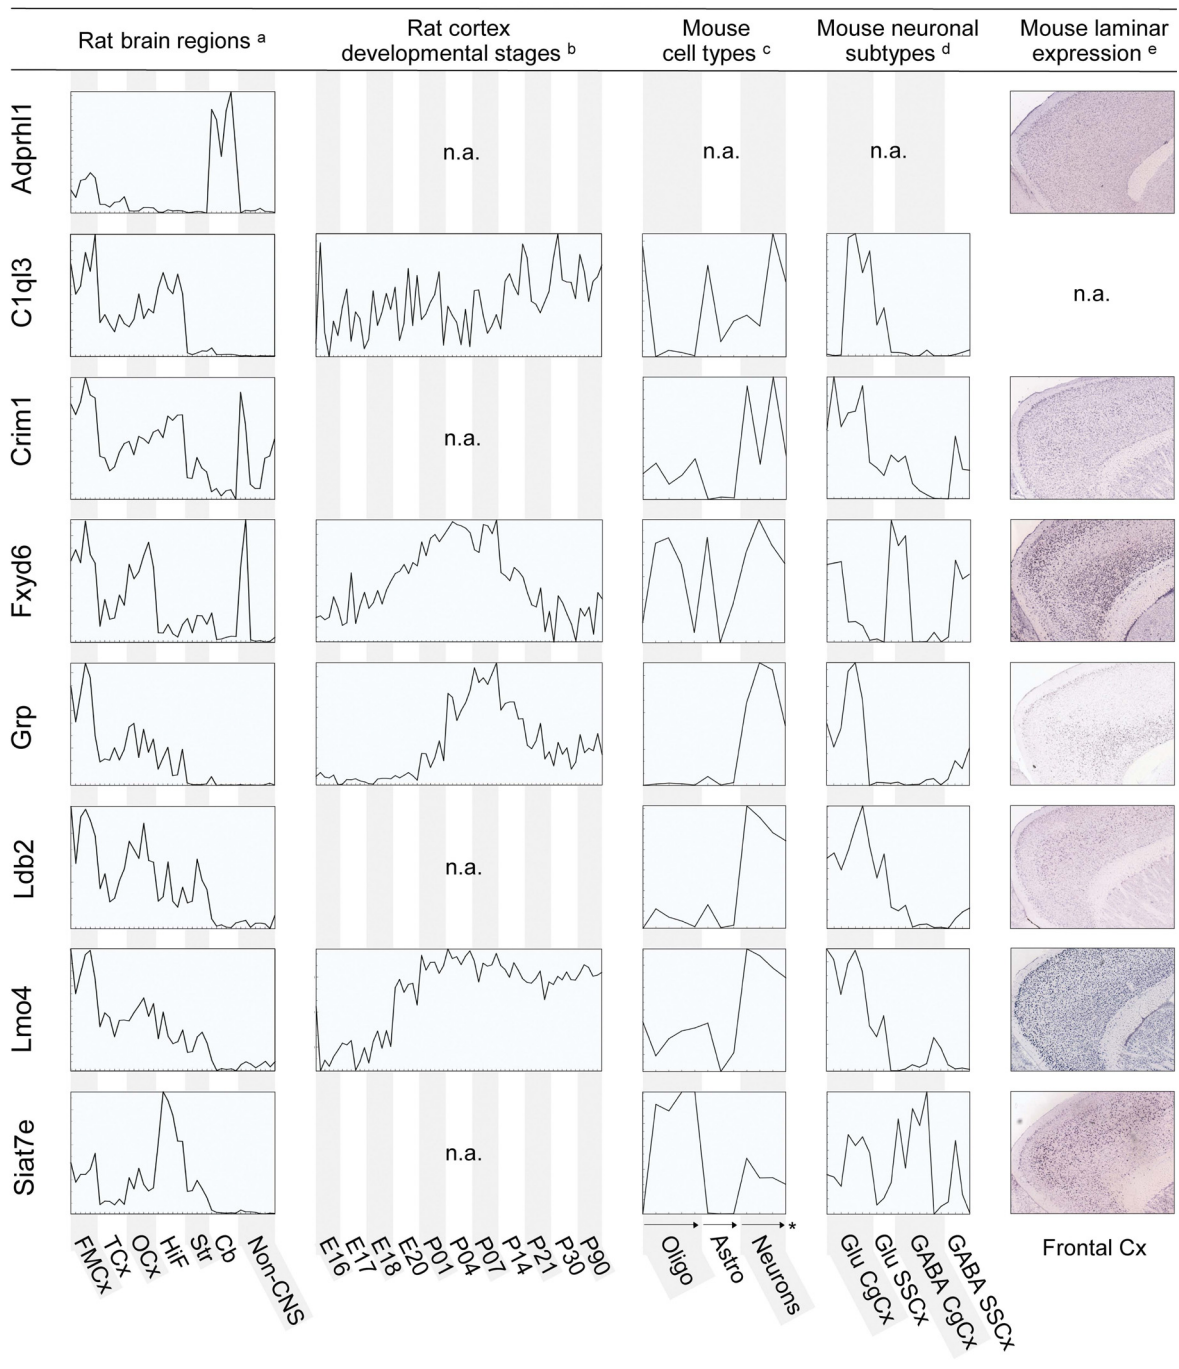 Rat brain regions a
Rat cortex
developmental stages b
Mouse
cell types c
Mouse neuronal
subtypes d
Mouse laminar
expression e
Adprhl1
n.a.
n.a.
n.a.
C1ql3
n.a.
Crim1
n.a.
Fxyd6
Grp
Ldb2
n.a.
Lmo4
Siat7e
n.a.
*
FMCx
TCx
OCx
HiF
Str
Cb
Non-CNS
E16
E17
E18
E20
P01
P04
P07
P14
P21
P30
P90
Oligo
Astro
Neurons
Glu CgCx
Glu SSCx
GABA CgCx
GABA SSCx
Frontal Cx